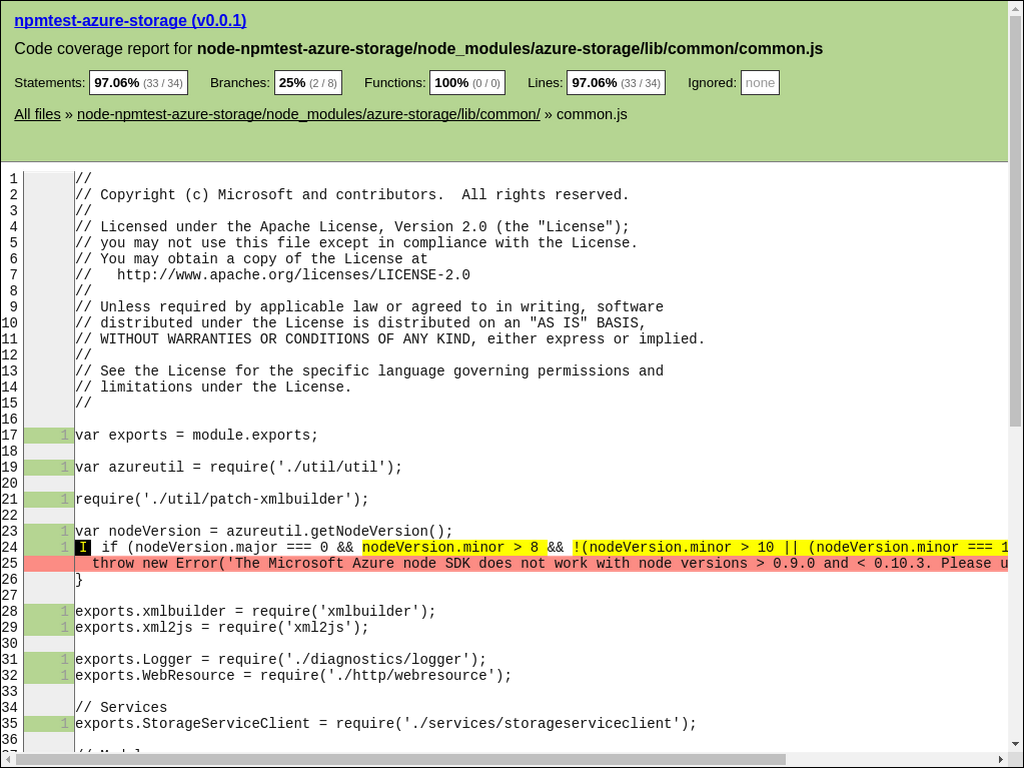 npmtest-azure-storage (v0.0.1)
Code coverage report for node-npmtest-azure-storage/node_modules/azure-storage/lib/common/common.js
Statements: 97.06% (33 / 34) Branches: 25% (2 / 8) Functions: 100% (0 / 0) Lines: 97.06% (33 / 34) Ignored: none
All files » node-npmtest-azure-storage/node_modules/azure-storage/lib/common/ » common.js
1 //
2 // Copyright (c) Microsoft and contributors.  All rights reserved.
3 //
4 // Licensed under the Apache License, Version 2.0 (the "License");
5 // you may not use this file except in compliance with the License.
6 // You may obtain a copy of the License at
7 //   http://www.apache.org/licenses/LICENSE-2.0
8 //
9 // Unless required by applicable law or agreed to in writing, software
10 // distributed under the License is distributed on an "AS IS" BASIS,
11 // WITHOUT WARRANTIES OR CONDITIONS OF ANY KIND, either express or implied.
12 //
13 // See the License for the specific language governing permissions and
14 // limitations under the License.
15 //
16
17 1 var exports = module.exports;
18
19 1 var azureutil = require('./util/util');
20
21 1 require('./util/patch-xmlbuilder');
22
23 1 var nodeVersion = azureutil.getNodeVersion();
24 1 I if (nodeVersion.major === 0 && nodeVersion.minor > 8 && !(nodeVersion.minor > 10 || (nodeVersion.minor === 1
25 throw new Error('The Microsoft Azure node SDK does not work with node versions > 0.9.0 and < 0.10.3. Please u
26 }
27
28 1 exports.xmlbuilder = require('xmlbuilder');
29 1 exports.xml2js = require('xml2js');
30
31 1 exports.Logger = require('./diagnostics/logger');
32 1 exports.WebResource = require('./http/webresource');
33
34 // Services
35 1 exports.StorageServiceClient = require('./services/storageserviceclient');
36